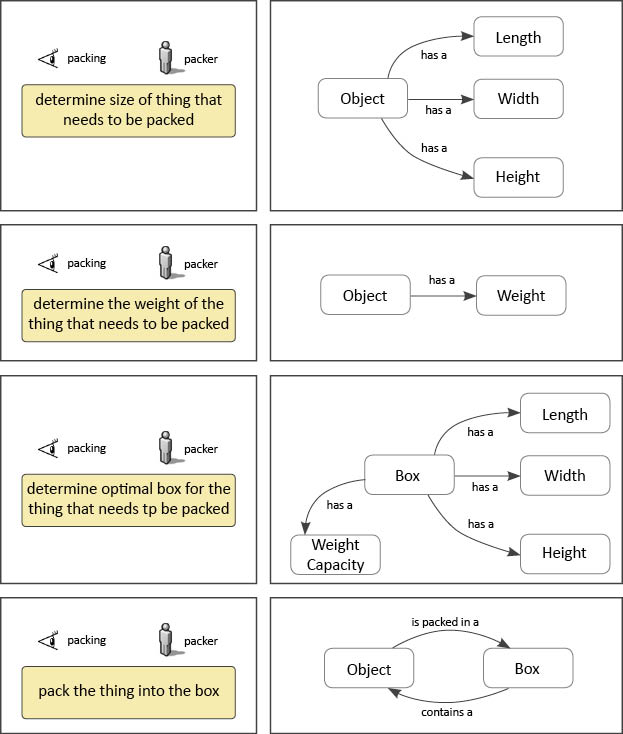 packing
packer
determine size of thing that
needs to be packed
Length
has a
Object
has a
Width
has a
Height
packing
packer
determine the weight of the
thing that needs to be packed
Object
has a
Weight
packing
packer
determine optimal box for the
thing that needs tp be packed
Length
has a
Box
has a
Width
has a
Weight
Capacity
has a
Height
packing
packer
pack the thing into the box
is packed in a
Object
Box
contains a